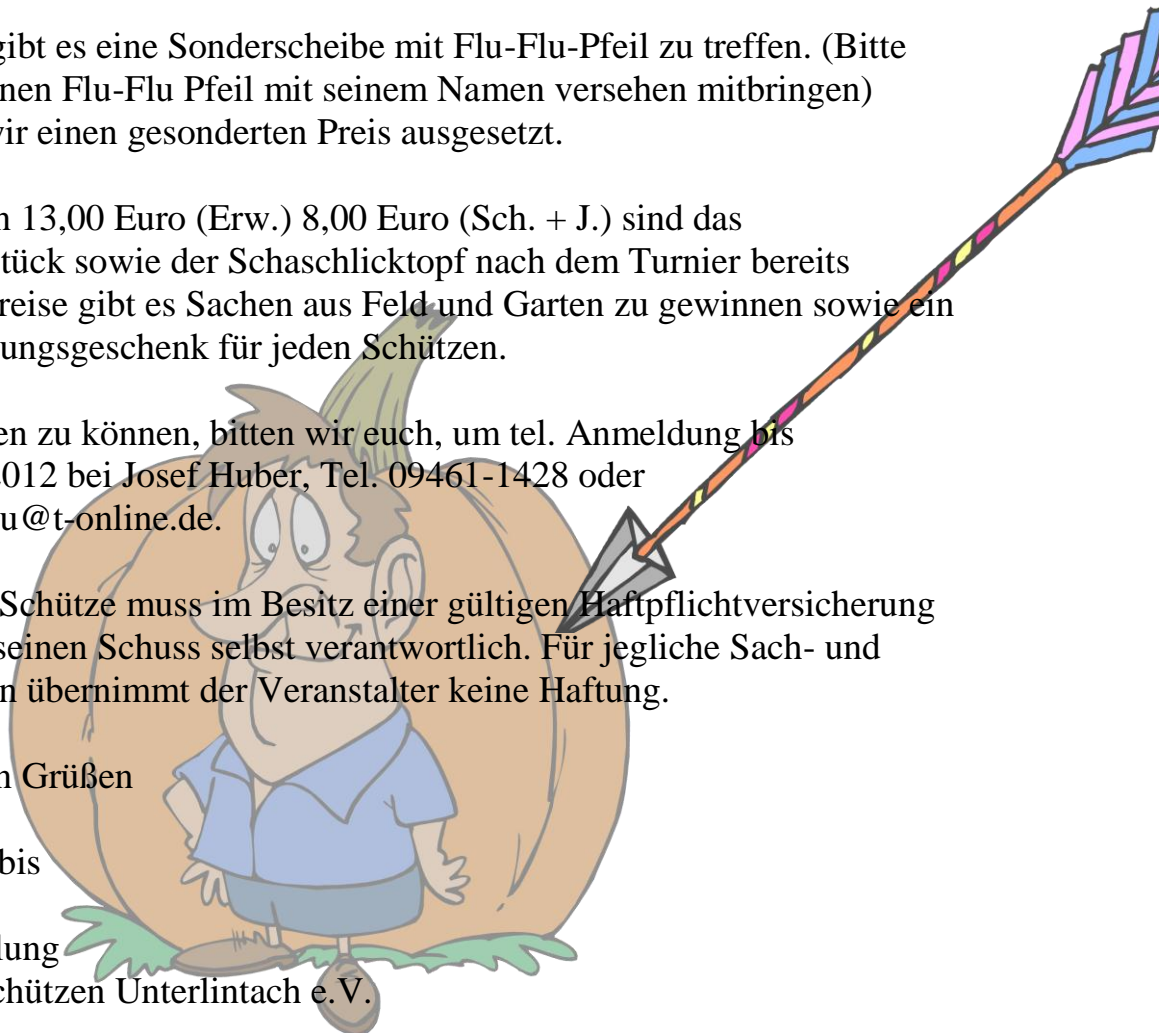 gibt es eine Sonderscheibe mit Flu-Flu-Pfeil zu treffen. (Bitte
nen Flu-Flu Pfeil mit seinem Namen versehen mitbringen)
wir einen gesonderten Preis ausgesetzt.
n 13,00 Euro (Erw.) 8,00 Euro (Sch. + J.) sind das
tück sowie der Schaschlicktopf nach dem Turnier bereits
reise gibt es Sachen aus Feld und Garten zu gewinnen sowie ein
ungsgeschenk für jeden Schützen.
en zu können, bitten wir euch, um tel. Anmeldung bis
2012 bei Josef Huber, Tel. 09461-1428 oder
u@t-online.de.
Schütze muss im Besitz einer gültigen Haftpflichtversicherung
seinen Schuss selbst verantwortlich. Für jegliche Sach- und
n übernimmt der Veranstalter keine Haftung.
n Grüßen
bis
lung
chützen Unterlintach e.V.